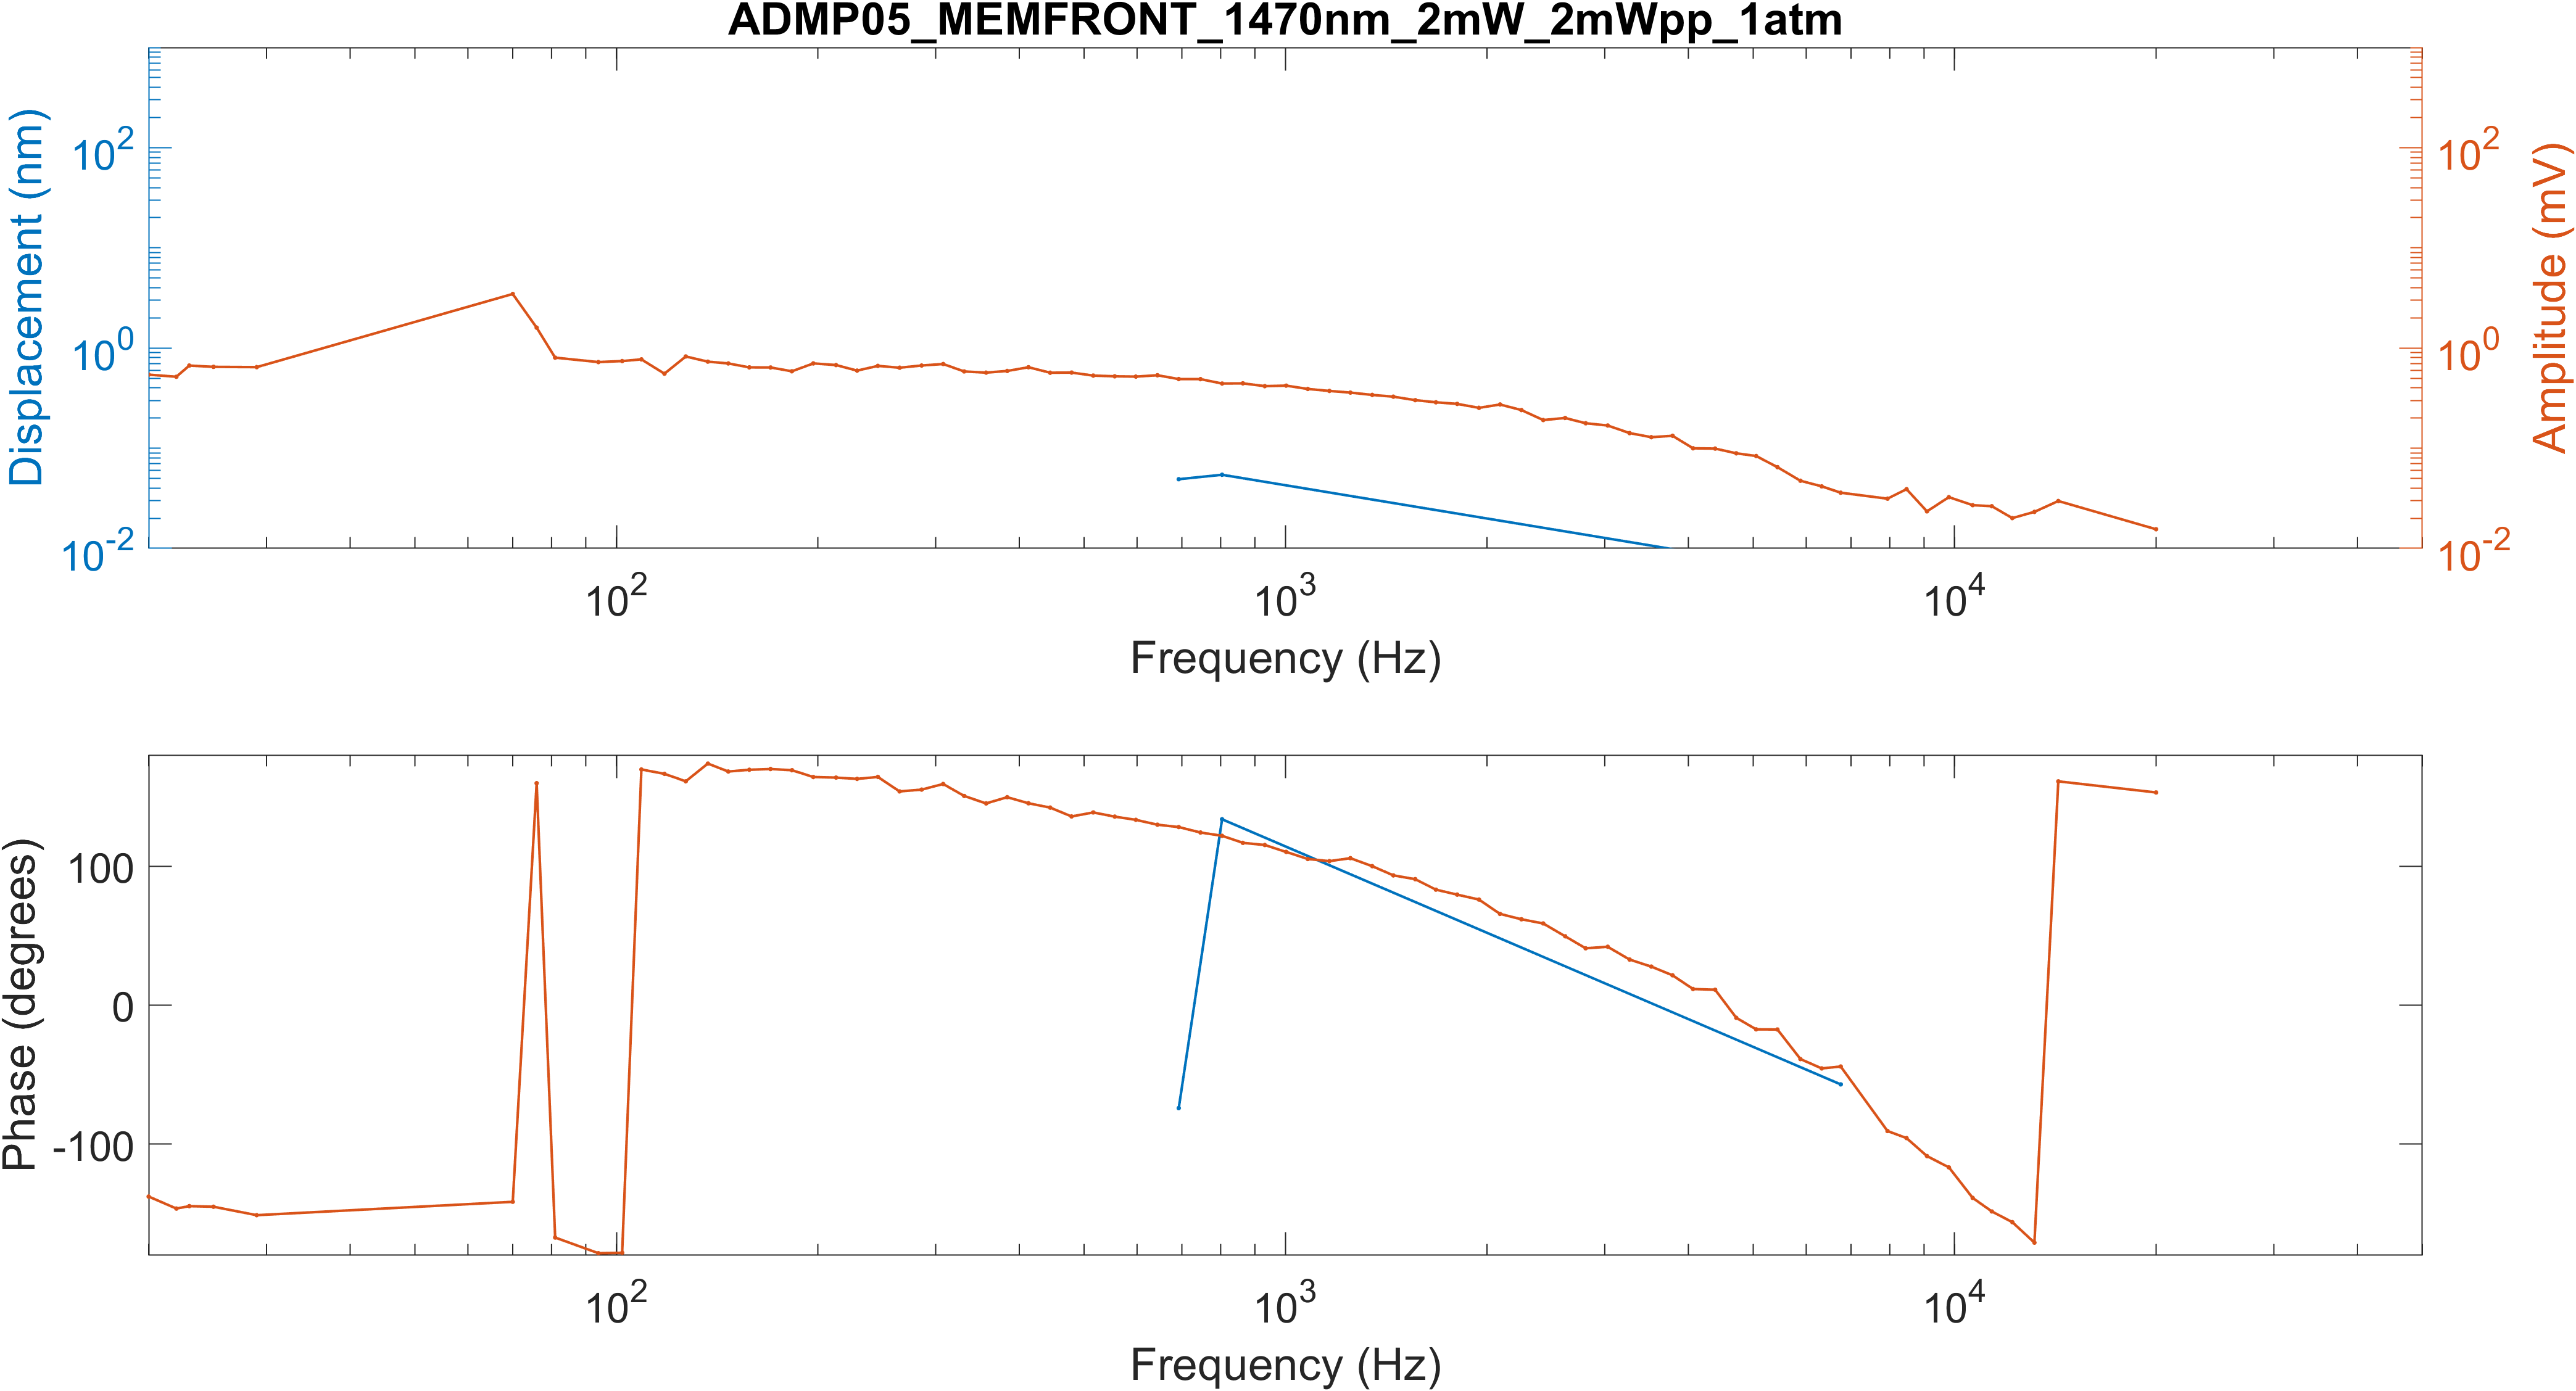 ADMP05_MEMFRONT_1470nm_2mW_2mWpp_1atm
Displacement (nm)
10^2
10^0
10^-2
Amplitude (mV)
10^2
10^0
10^-2
10^2 10^3 10^4
Frequency (Hz)
Phase (degrees)
100
0
-100
10^2 10^3 10^4
Frequency (Hz)